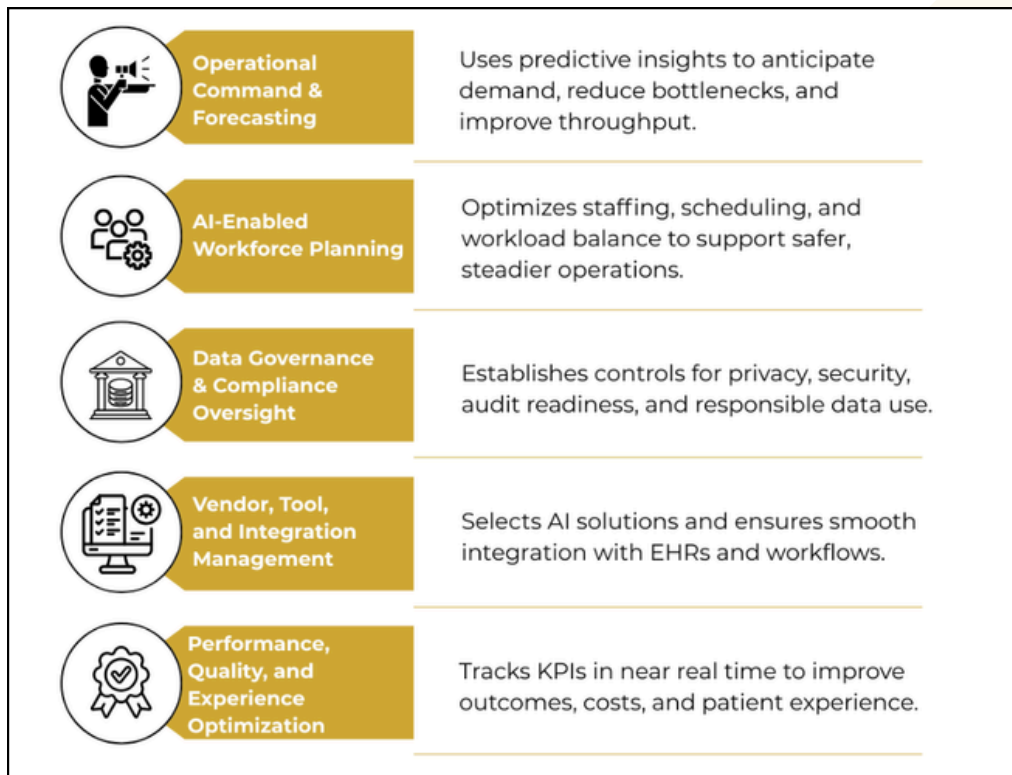 Operational
Command &
Forecasting
Uses predictive insights to anticipate
demand, reduce bottlenecks, and
improve throughput.
AI-Enabled
Workforce Planning
Optimizes staffing, scheduling, and
workload balance to support safer,
steadier operations.
Data Governance
& Compliance
Oversight
Establishes controls for privacy, security,
audit readiness, and responsible data use.
Vendor, Tool,
and Integration
Management
Selects AI solutions and ensures smooth
integration with EHRs and workflows.
Performance,
Quality, and
Experience
Optimization
Tracks KPIs in near real time to improve
outcomes, costs, and patient experience.